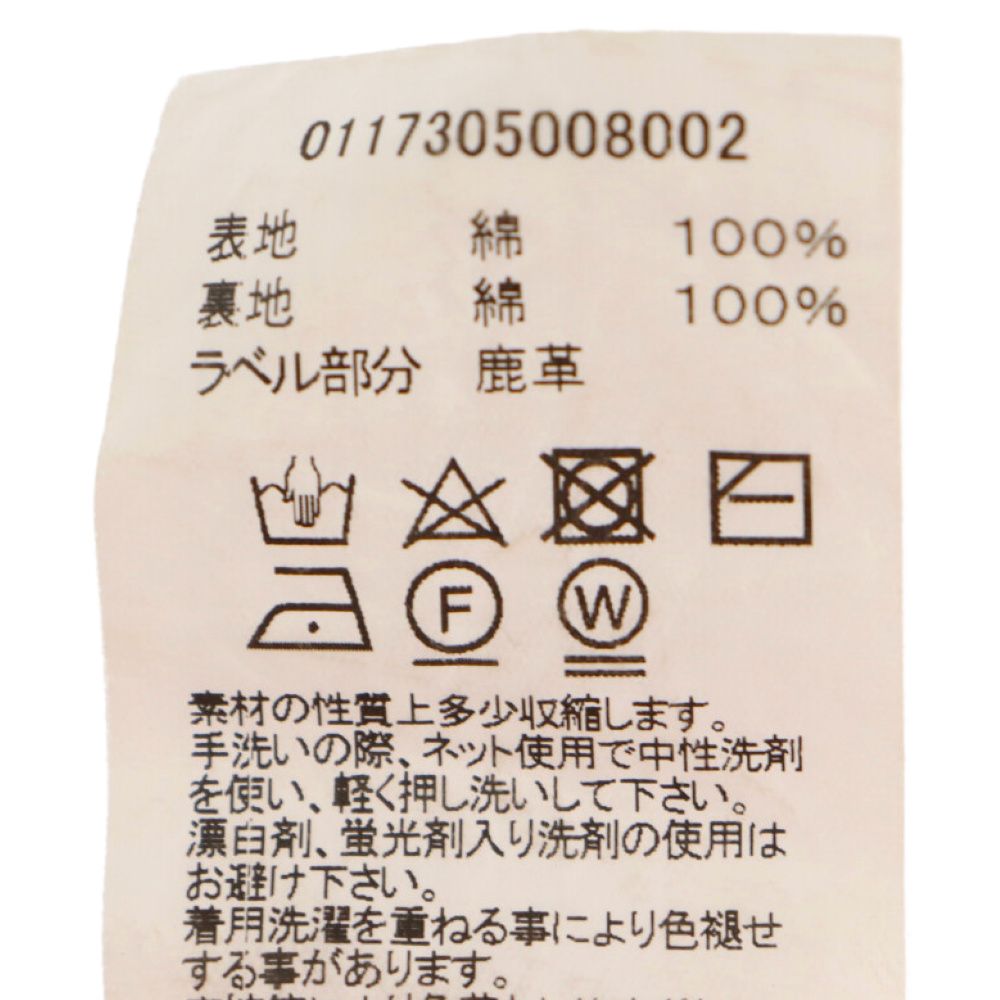 0117305008002
表地 綿 100%
裏地 綿 100%
ラベル部分 鹿革
F W
素材の性質上多少収縮します。
手洗いの際、ネット使用で中性洗剤
を使い、軽く押し洗いして下さい。
漂白剤、蛍光剤入り洗剤の使用は
お避け下さい。
着用洗濯を重ねる事により色褪せ
する事があります。